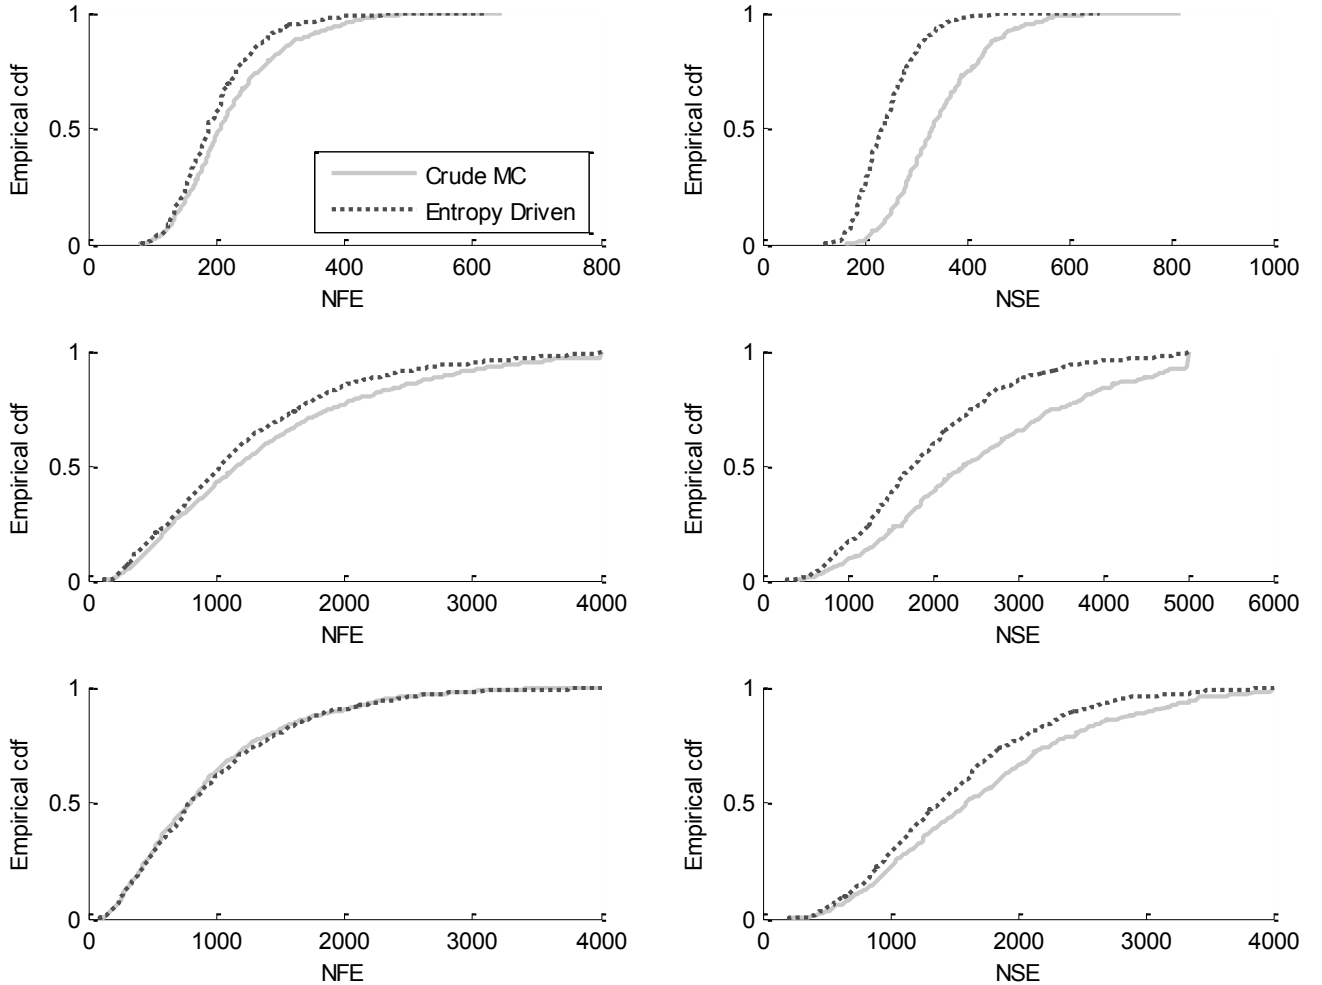 1
0.5
0
Empirical cdf
0 200 400 600 800
NFE
Crude MC
Entropy Driven
1
0.5
0
Empirical cdf
0 200 400 600 800 1000
NSE
1
0.5
0
Empirical cdf
0 1000 2000 3000 4000
NFE
1
0.5
0
Empirical cdf
0 1000 2000 3000 4000 5000 6000
NSE
1
0.5
0
Empirical cdf
0 1000 2000 3000 4000
NFE
1
0.5
0
Empirical cdf
0 1000 2000 3000 4000
NSE